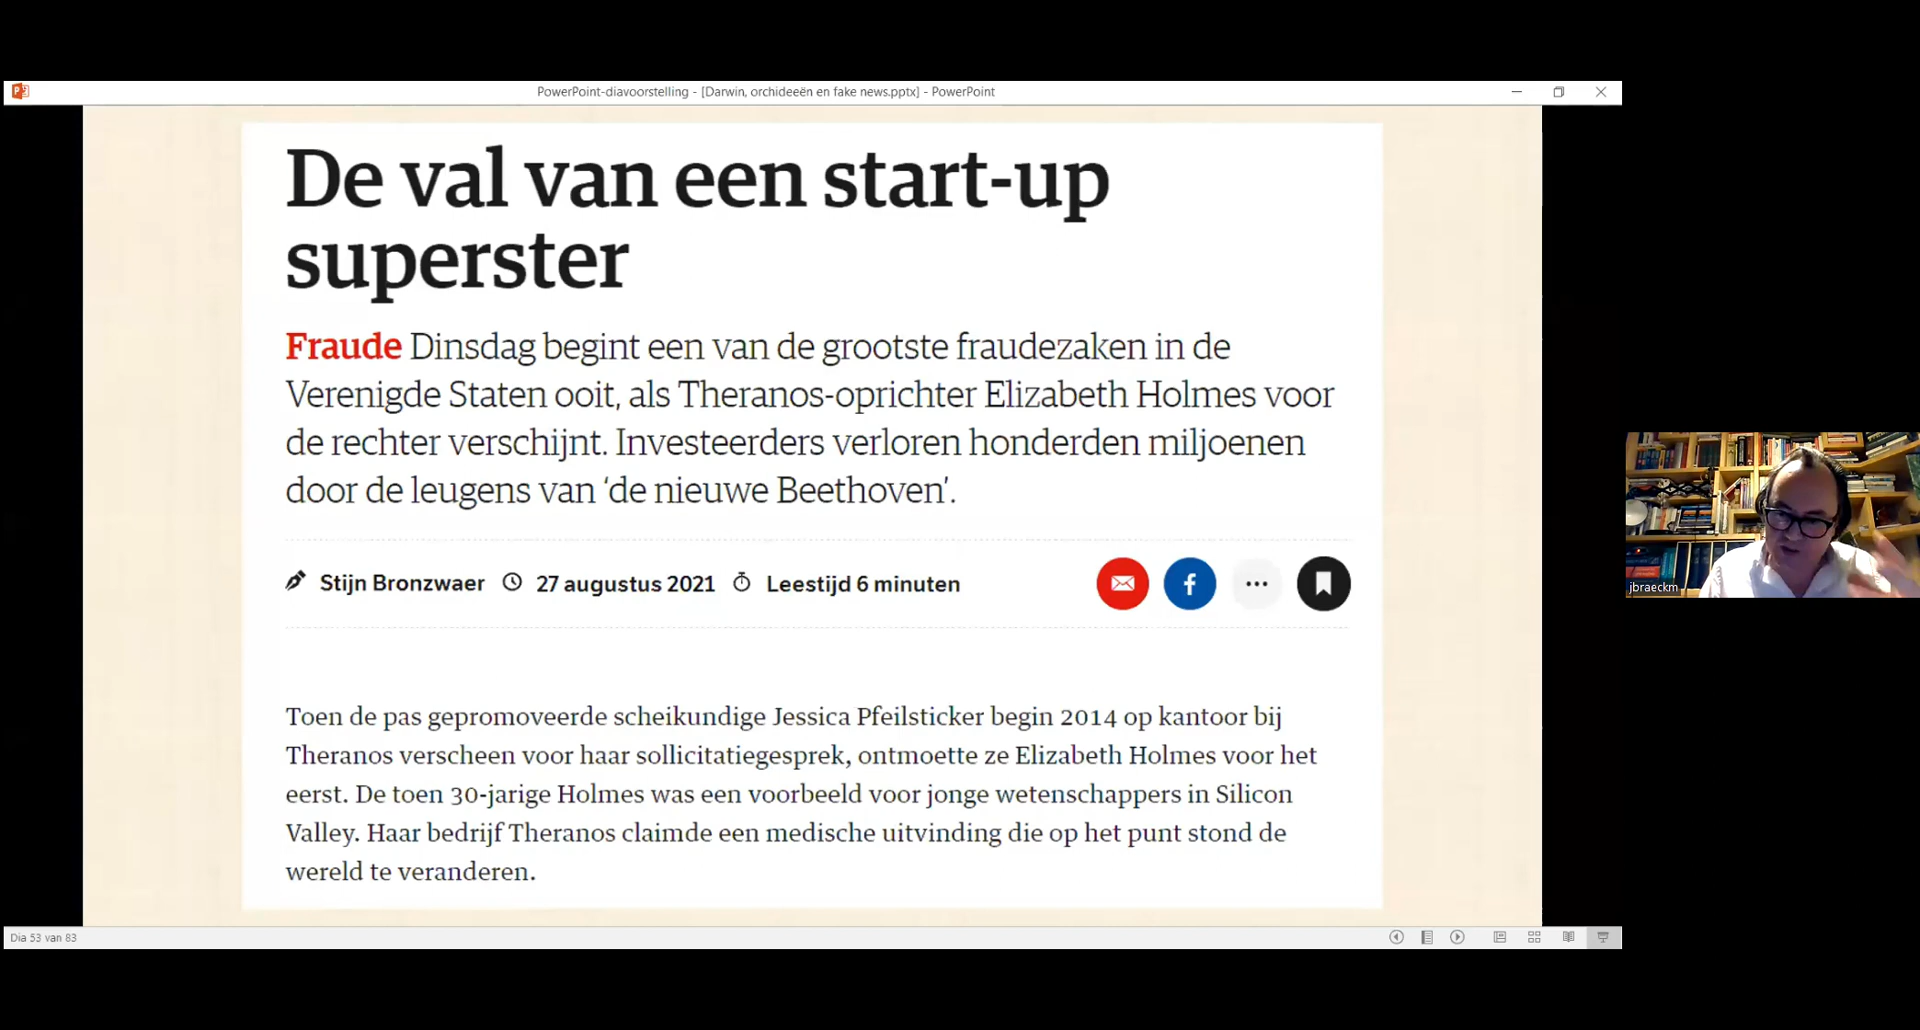 PowerPoint-diavoorstelling - [Darwin, orchideeën en fake news.pptx] - PowerPoint
De val van een start-up
superster
Fraude Dinsdag begint een van de grootste fraudezaken in de
Verenigde Staten ooit, als Theranos-oprichter Elizabeth Holmes voor
de rechter verschijnt. Investeerders verloren honderden miljoenen
door de leugens van ‘de nieuwe Beethoven’.
Stijn Bronzwaer 27 augustus 2021 Leestijd 6 minuten
Toen de pas gepromoveerde scheikundige Jessica Pfeilsticker begin 2014 op kantoor bij
Theranos verscheen voor haar sollicitatiegesprek, ontmoette ze Elizabeth Holmes voor het
eerst. De toen 30-jarige Holmes was een voorbeeld voor jonge wetenschappers in Silicon
Valley. Haar bedrijf Theranos claimde een medische uitvinding die op het punt stond de
wereld te veranderen.
Dia 53 van 83
jbraeckm